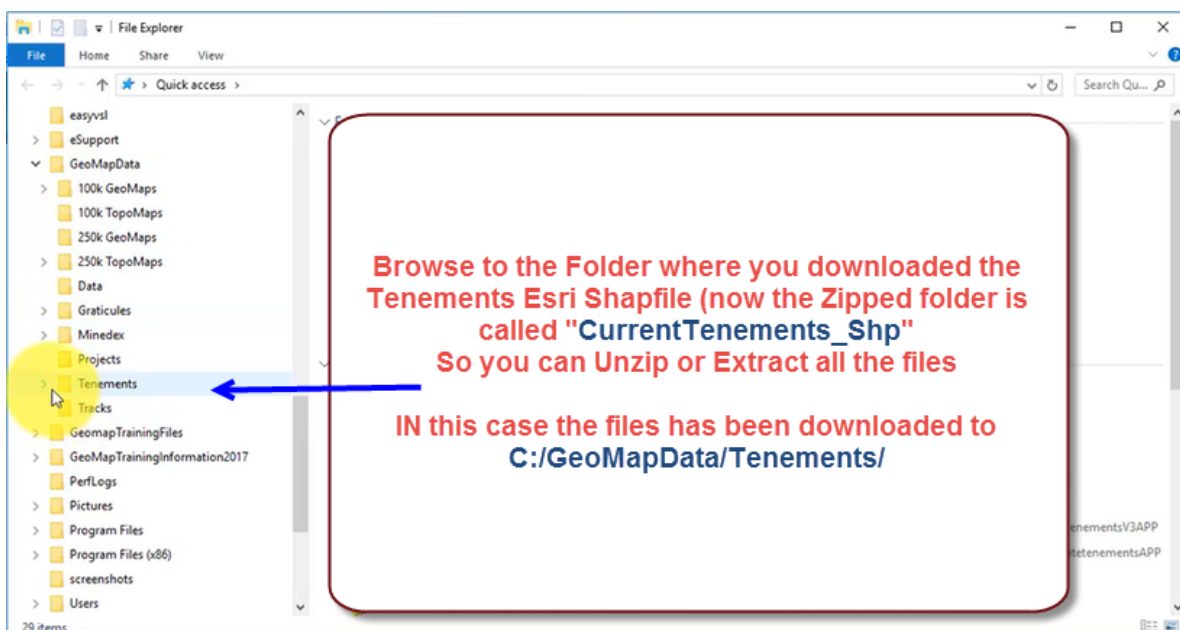 File Explorer
File Home Share View
Quick access
Search Qu...
easyvsl
eSupport
GeoMapData
100k GeoMaps
100k TopoMaps
250k GeoMaps
250k TopoMaps
Data
Graticules
Minedex
Projects
Tenements
Tracks
GeomapTrainingFiles
GeoMapTrainingInformation2017
PerfLogs
Pictures
Program Files
Program Files (x86)
screenshots
Users
29 items
Browse to the Folder where you downloaded the
Tenements Esri Shapfile (now the Zipped folder is
called "CurrentTenements_Shp"
So you can Unzip or Extract all the files
IN this case the files has been downloaded to
C:/GeoMapData/Tenements/
enementsV3APP
tetenementsAPP